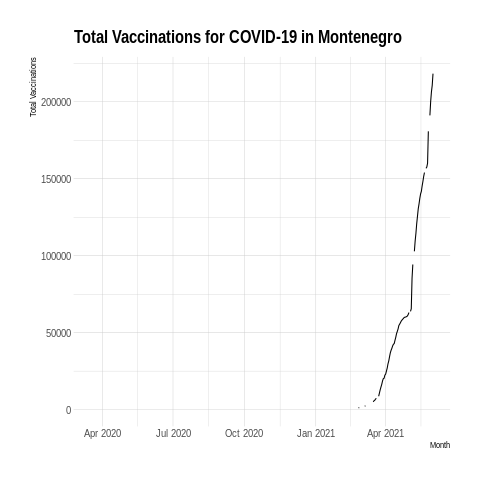 Total Vaccinations for COVID-19 in Montenegro
Total Vaccinations
200000
150000
100000
50000
0
Apr 2020 Jul 2020 Oct 2020 Jan 2021 Apr 2021
Month